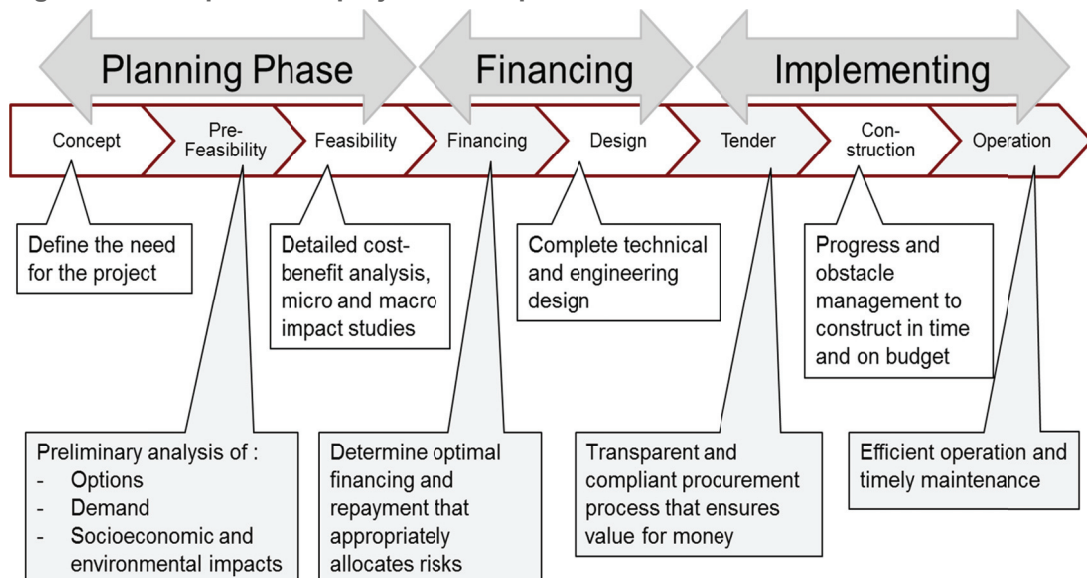 Planning Phase
Financing
Implementing
Concept
Pre-
Feasibility
Feasibility
Financing
Design
Tender
Con-
struction
Operation
Define the need
for the project
Detailed cost-
benefit analysis,
micro and macro
impact studies
Complete technical
and engineering
design
Progress and
obstacle
management to
construct in time
and on budget
Preliminary analysis of :
- Options
- Demand
- Socioeconomic and
environmental impacts
Determine optimal
financing and
repayment that
appropriately
allocates risks
Transparent and
compliant procurement
process that ensures
value for money
Efficient operation and
timely maintenance